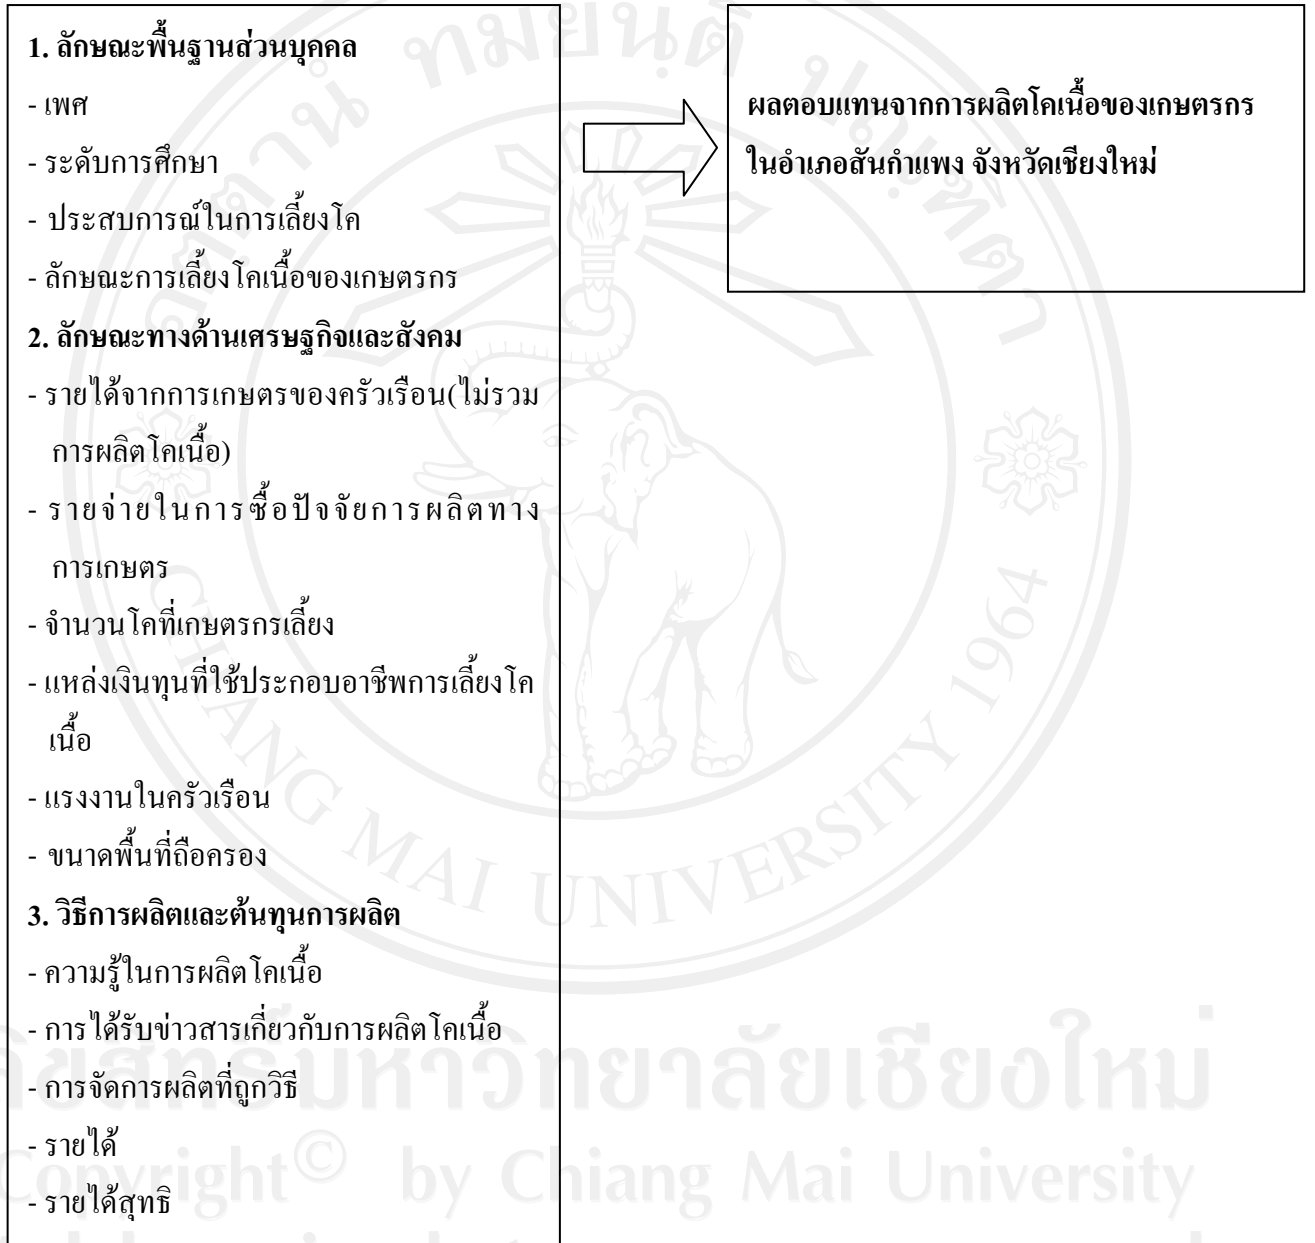 1. ลักษณะพื้นฐานส่วนบุคคล
- เพศ
- ระดับการศึกษา
- ประสบการณ์ในการเลี้ยงโค
- ลักษณะการเลี้ยงโคเนื้อของเกษตรกร
2. ลักษณะทางด้านเศรษฐกิจและสังคม
- รายได้จากการเกษตรของครัวเรือน(ไม่รวม
การผลิตโคเนื้อ)
- รายจ่ายในการซื้อปัจจัยการผลิตทาง
การเกษตร
- จำนวนโคที่เกษตรกรเลี้ยง
- แหล่งเงินทุนที่ใช้ประกอบอาชีพการเลี้ยงโค
เนื้อ
- แรงงานในครัวเรือน
- ขนาดพื้นที่ถือครอง
3. วิธีการผลิตและต้นทุนการผลิต
- ความรู้ในการผลิตโคเนื้อ
- การได้รับข่าวสารเกี่ยวกับการผลิตโคเนื้อ
- การจัดการผลิตที่ถูกวิธี
- รายได้
- รายได้สุทธิ
ผลตอบแทนจากการผลิตโคเนื้อของเกษตรกร
ในอำเภอสันกำแพง จังหวัดเชียงใหม่
CHIANG MAI UNIVERSITY 1964
ลิขสิทธิ์มหาวิทยาลัยเชียงใหม่
Copyright© by Chiang Mai University